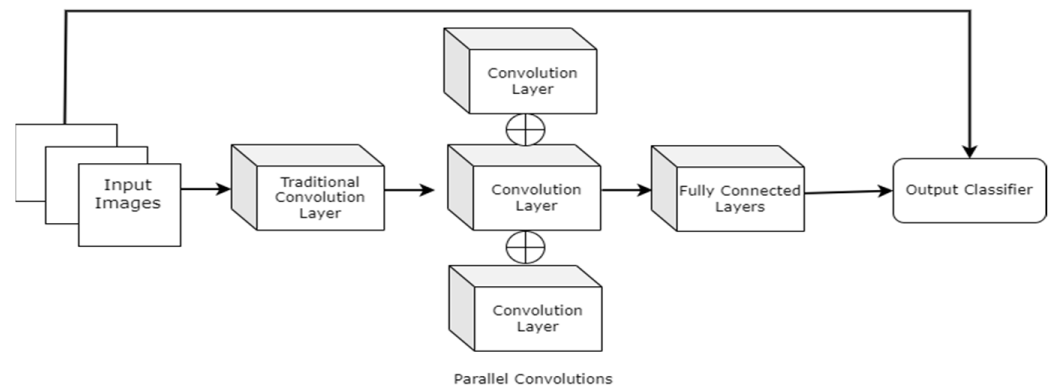 Convolution
Layer
Input
Images
Traditional
Convolution
Layer
Convolution
Layer
Fully Connected
Layers
Output Classifier
Convolution
Layer
Parallel Convolutions